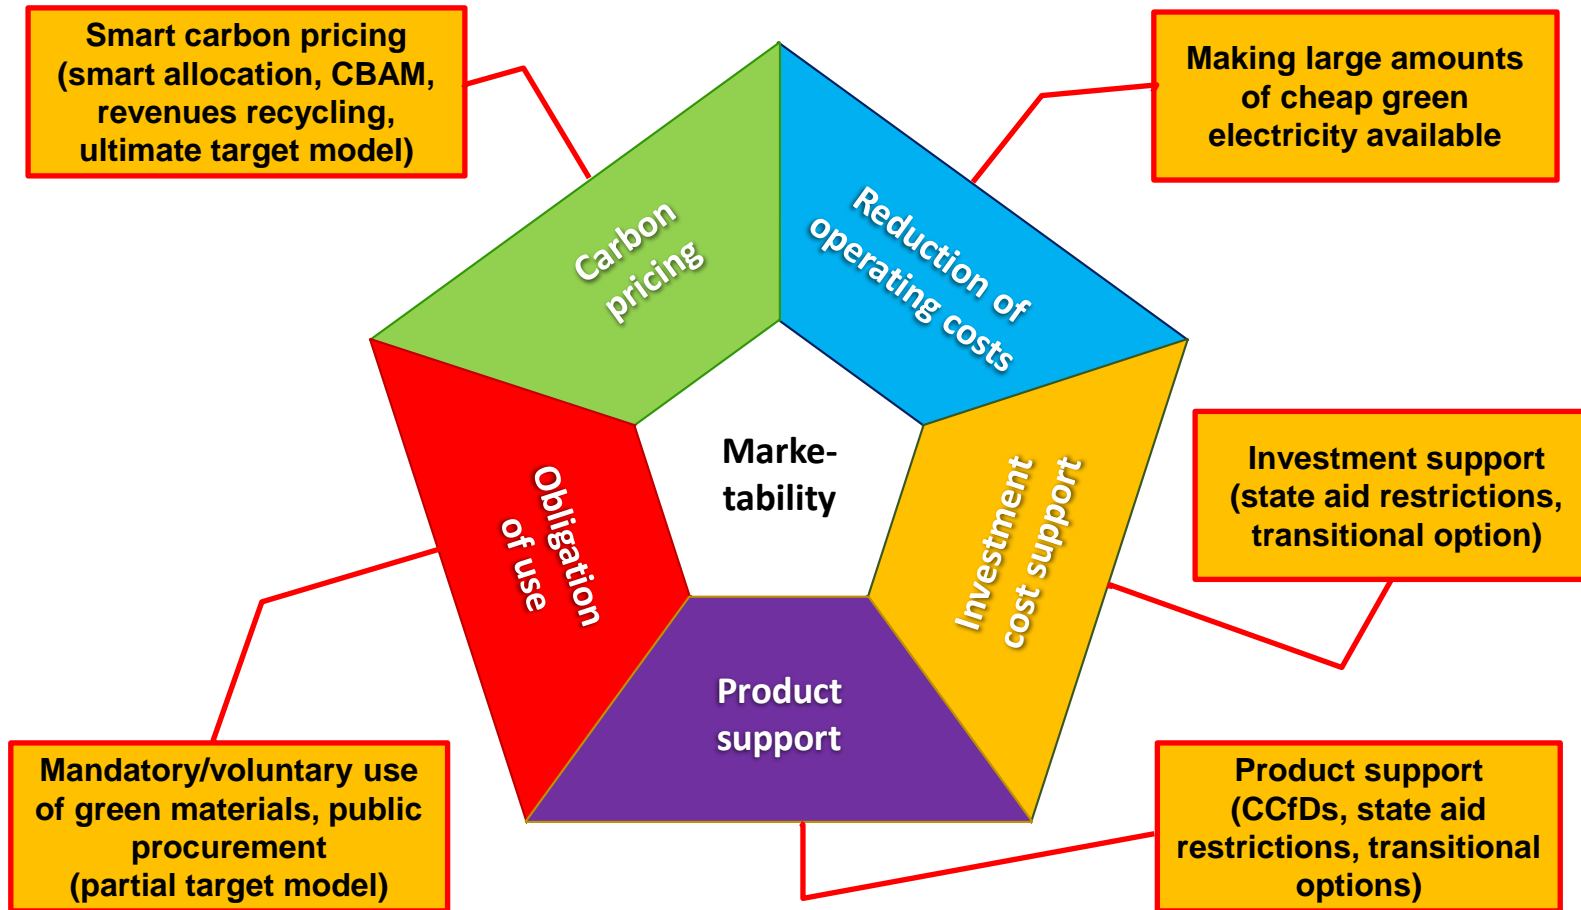 Smart carbon pricing
(smart allocation, CBAM,
revenues recycling,
ultimate target model)
Making large amounts
of cheap green
electricity available
Carbon
pricing
Reduction of
operating costs
Marke-
tability
Obligation
of use
Investment
cost support
Investment support
(state aid restrictions,
transitional option)
Product
support
Mandatory/voluntary use
of green materials, public
procurement
(partial target model)
Product support
(CCfDs, state aid
restrictions, transitional
options)